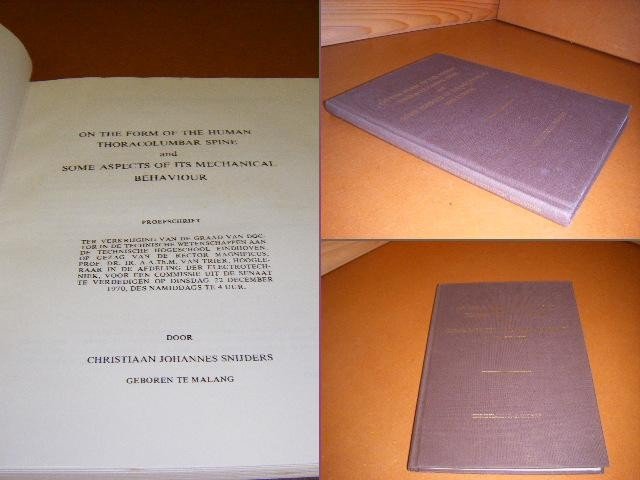 ON THE FORM OF THE HUMAN
THORACOLUMBAR SPINE
and
SOME ASPECTS OF ITS MECHANICAL
BEHAVIOUR
PROEFSCHRIFT
TER VERKRIJGING VAN DE GRAAD VAN DOC-
TOR IN DE TECHNISCHE WETENSCHAPPEN AAN
DE TECHNISCHE HOGESCHOOL EINDHOVEN,
OP GEZAG VAN DE RECTOR MAGNIFICUS,
PROF. DR. IR. A.A.TH.M. VAN TRIER, HOOGLE-
RAAR IN DE AFDELING DER ELECTROTECH-
NIEK, VOOR EEN COMMISSIE UIT DE SENAAT
TE VERDEDIGEN OP DINSDAG 22 DECEMBER
1970, DES NAMIDDAGS TE 4 UUR.
DOOR
CHRISTIAAN JOHANNES SNIJDERS
GEBOREN TE MALANG